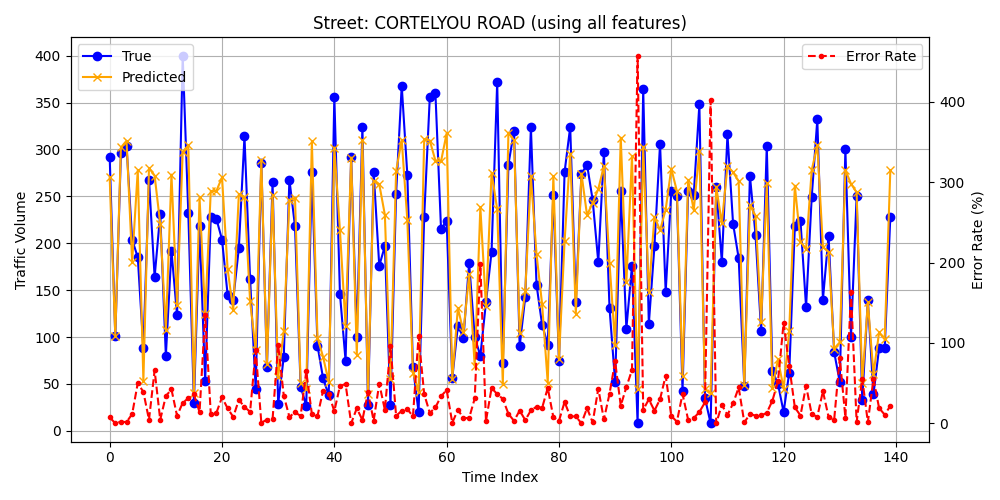 Street: CORTELYOU ROAD (using all features)
True
Predicted
Error Rate
Traffic Volume
400
350
300
250
200
150
100
50
0
Error Rate (%)
400
300
200
100
0
0 20 40 60 80 100 120 140
Time Index